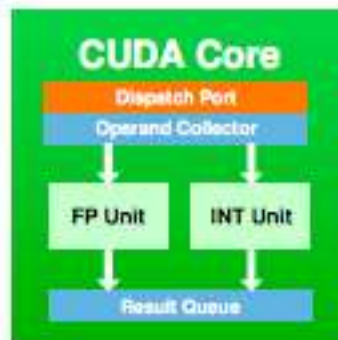 CUDA Core
Dispatch Port
Operand Collector
FP Unit
INT Unit
Result Queue